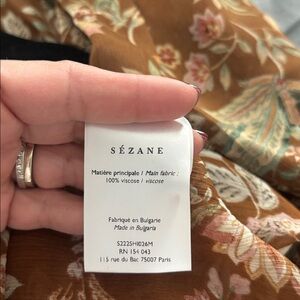 SÉZANE
Matière principale / Main fabric :
100% viscose / viscose
Fabriqué en Bulgarie
Made in Bulgaria
S222SHI026M
RN 154 043
115 rue du Bac 75007 Paris